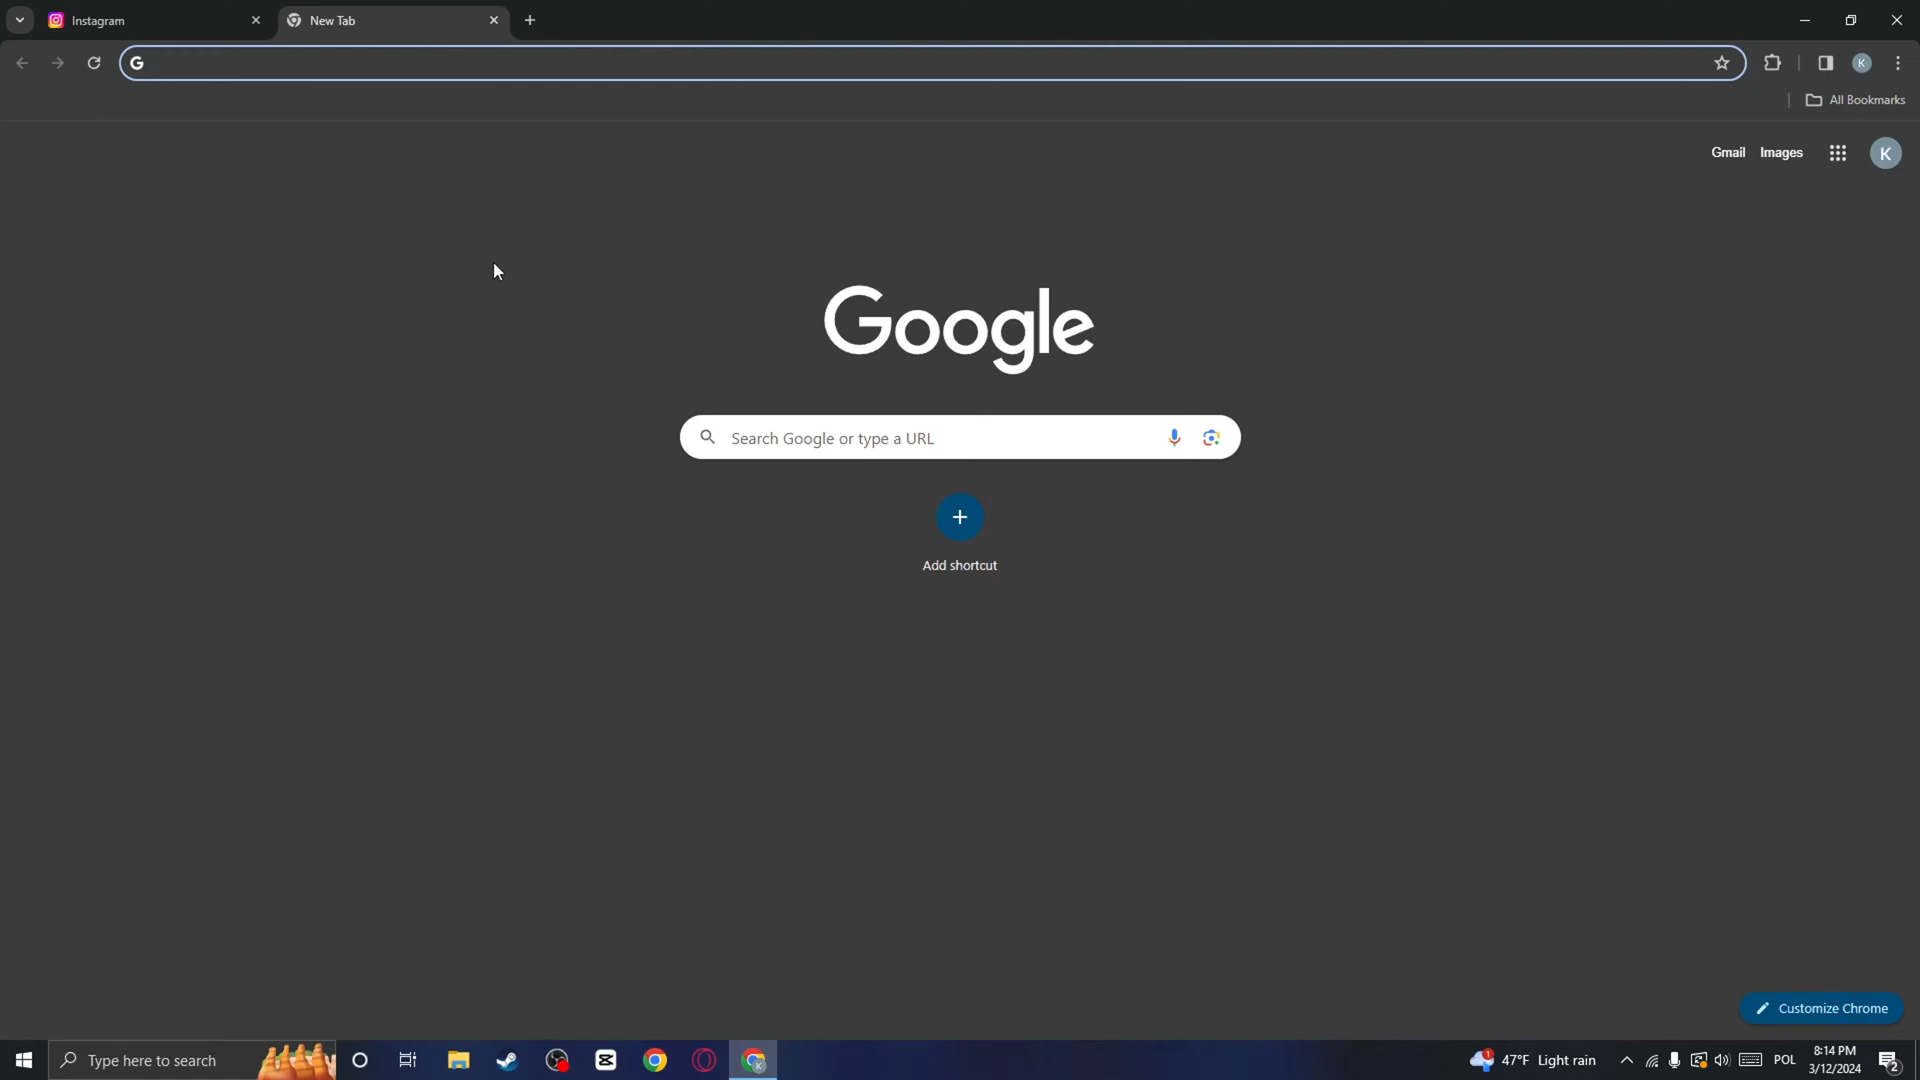 Instagram
New Tab
All Bookmarks
Gmail Images
K
Google
Search Google or type a URL
Add shortcut
Customize Chrome
Type here to search
47°F Light rain
POL
8:14 PM
3/12/2024